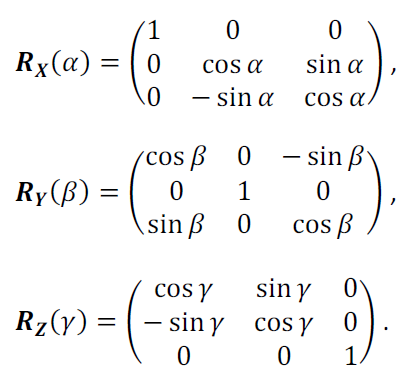 1 0 0
R_X(α) = ( 0 cos α sin α ) ,
0 − sin α cos α
cos β 0 − sin β
R_Y(β) = ( 0 1 0 ) ,
sin β 0 cos β
cos γ sin γ 0
R_Z(γ) = ( − sin γ cos γ 0 ) .
0 0 1